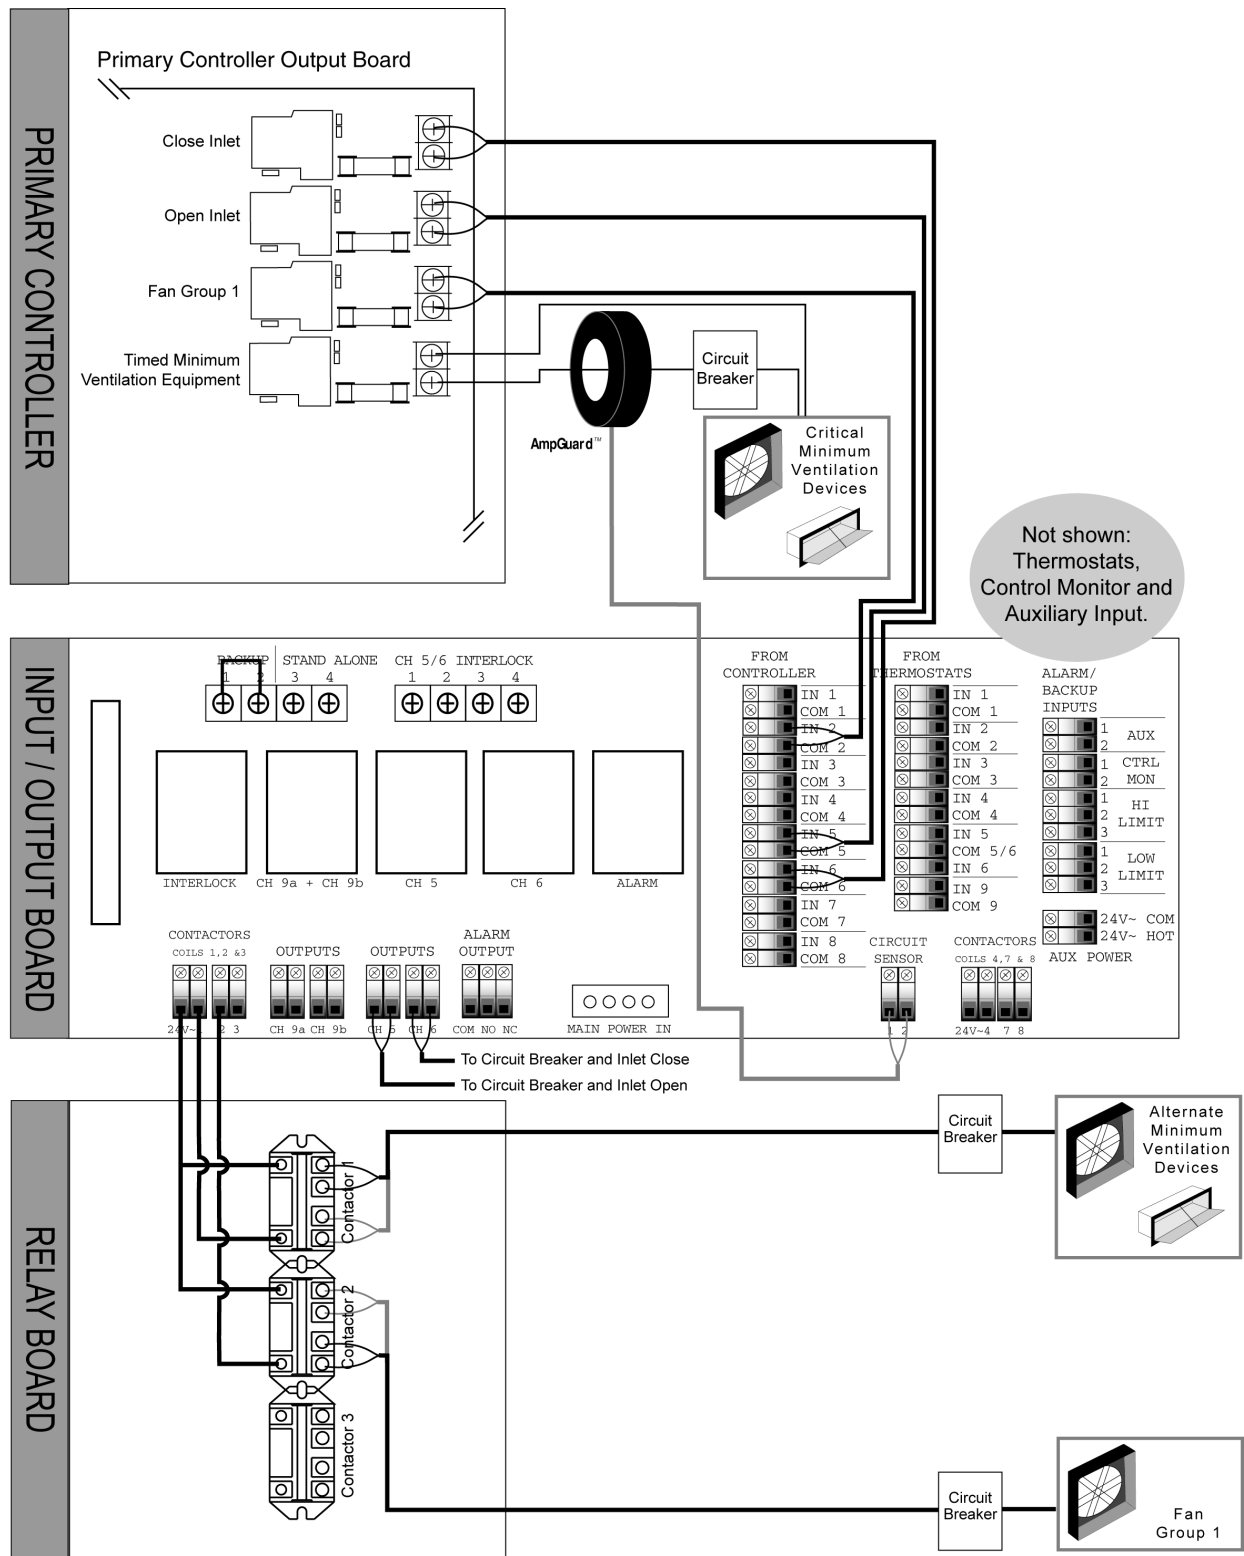 PRIMARY CONTROLLER
Primary Controller Output Board
Close Inlet
Open Inlet
Fan Group 1
Timed Minimum
Ventilation Equipment
AmpGuard™
Circuit
Breaker
Critical
Minimum
Ventilation
Devices
Not shown:
Thermostats,
Control Monitor and
Auxiliary Input.
INPUT / OUTPUT BOARD
BACKUP
STAND ALONE
1 2 3 4
CH 5/6 INTERLOCK
1 2 3 4
INTERLOCK
CH 9a + CH 9b
CH 5
CH 6
ALARM
FROM
CONTROLLER
IN 1
COM 1
IN 2
COM 2
IN 3
COM 3
IN 4
COM 4
IN 5
COM 5
IN 6
COM 6
IN 7
COM 7
IN 8
COM 8
FROM
THERMOSTATS
IN 1
COM 1
IN 2
COM 2
IN 3
COM 3
IN 4
COM 4
IN 5
COM 5/6
IN 6
IN 9
COM 9
ALARM/
BACKUP
INPUTS
1
2
AUX
1
2
CTRL
MON
1
2
3
HI
LIMIT
1
2
3
LOW
LIMIT
24V~ COM
24V~ HOT
AUX POWER
CONTACTORS
COILS 1,2 &3
24V~1 2 3
OUTPUTS
CH 9a CH 9b
OUTPUTS
CH 5 CH 6
ALARM
OUTPUT
COM NO NC
MAIN POWER IN
CIRCUIT
SENSOR
1 2
CONTACTORS
COILS 4,7 & 8
24V~4 7 8
To Circuit Breaker and Inlet Close
To Circuit Breaker and Inlet Open
RELAY BOARD
Contactor 1
Contactor 2
Contactor 3
Circuit
Breaker
Alternate
Minimum
Ventilation
Devices
Circuit
Breaker
Fan
Group 1